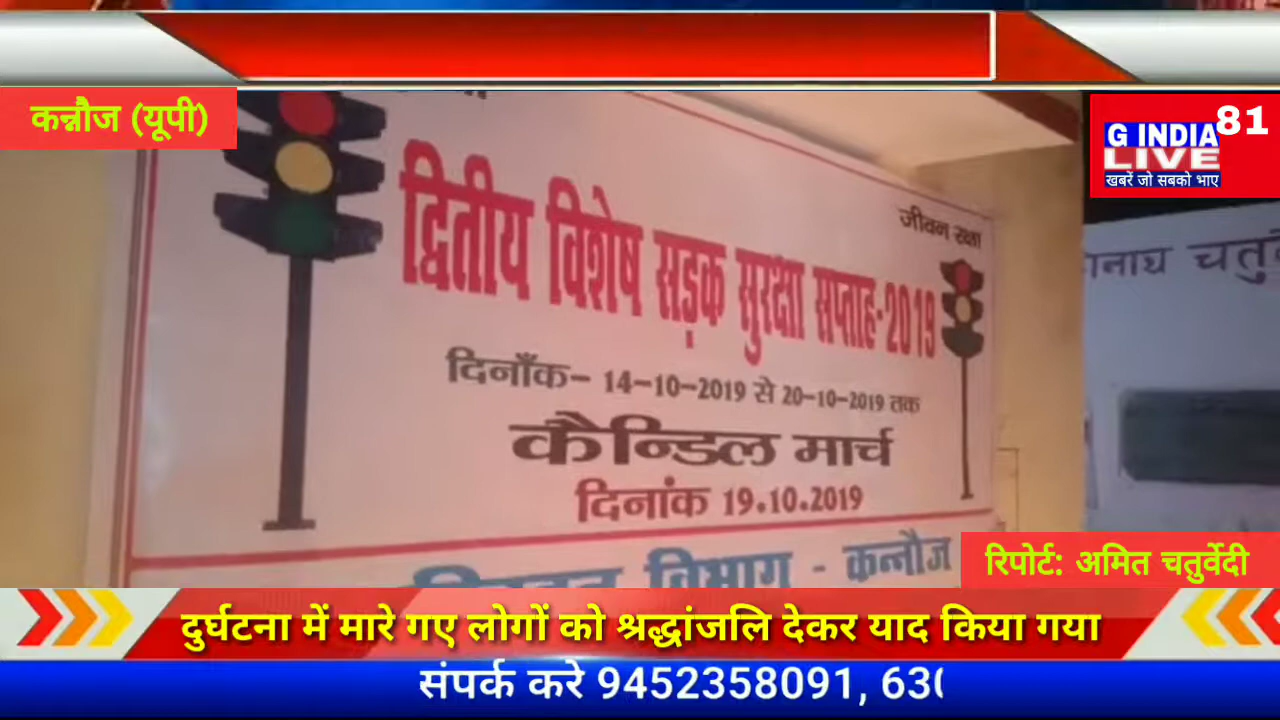 कन्नौज (यूपी)
81
G INDIA
LIVE
खबरें जो सबको भाए
जीवन रक्षा
द्वितीय विशेष सड़क सुरक्षा सप्ताह-2019
दिनाँक- 14-10-2019 से 20-10-2019 तक
कैन्डिल मार्च
दिनांक 19.10.2019
विभाग - कन्नौज
रिपोर्ट: अमित चतुर्वेदी
दुर्घटना में मारे गए लोगों को श्रद्धांजलि देकर याद किया गया
संपर्क करे 9452358091, 630